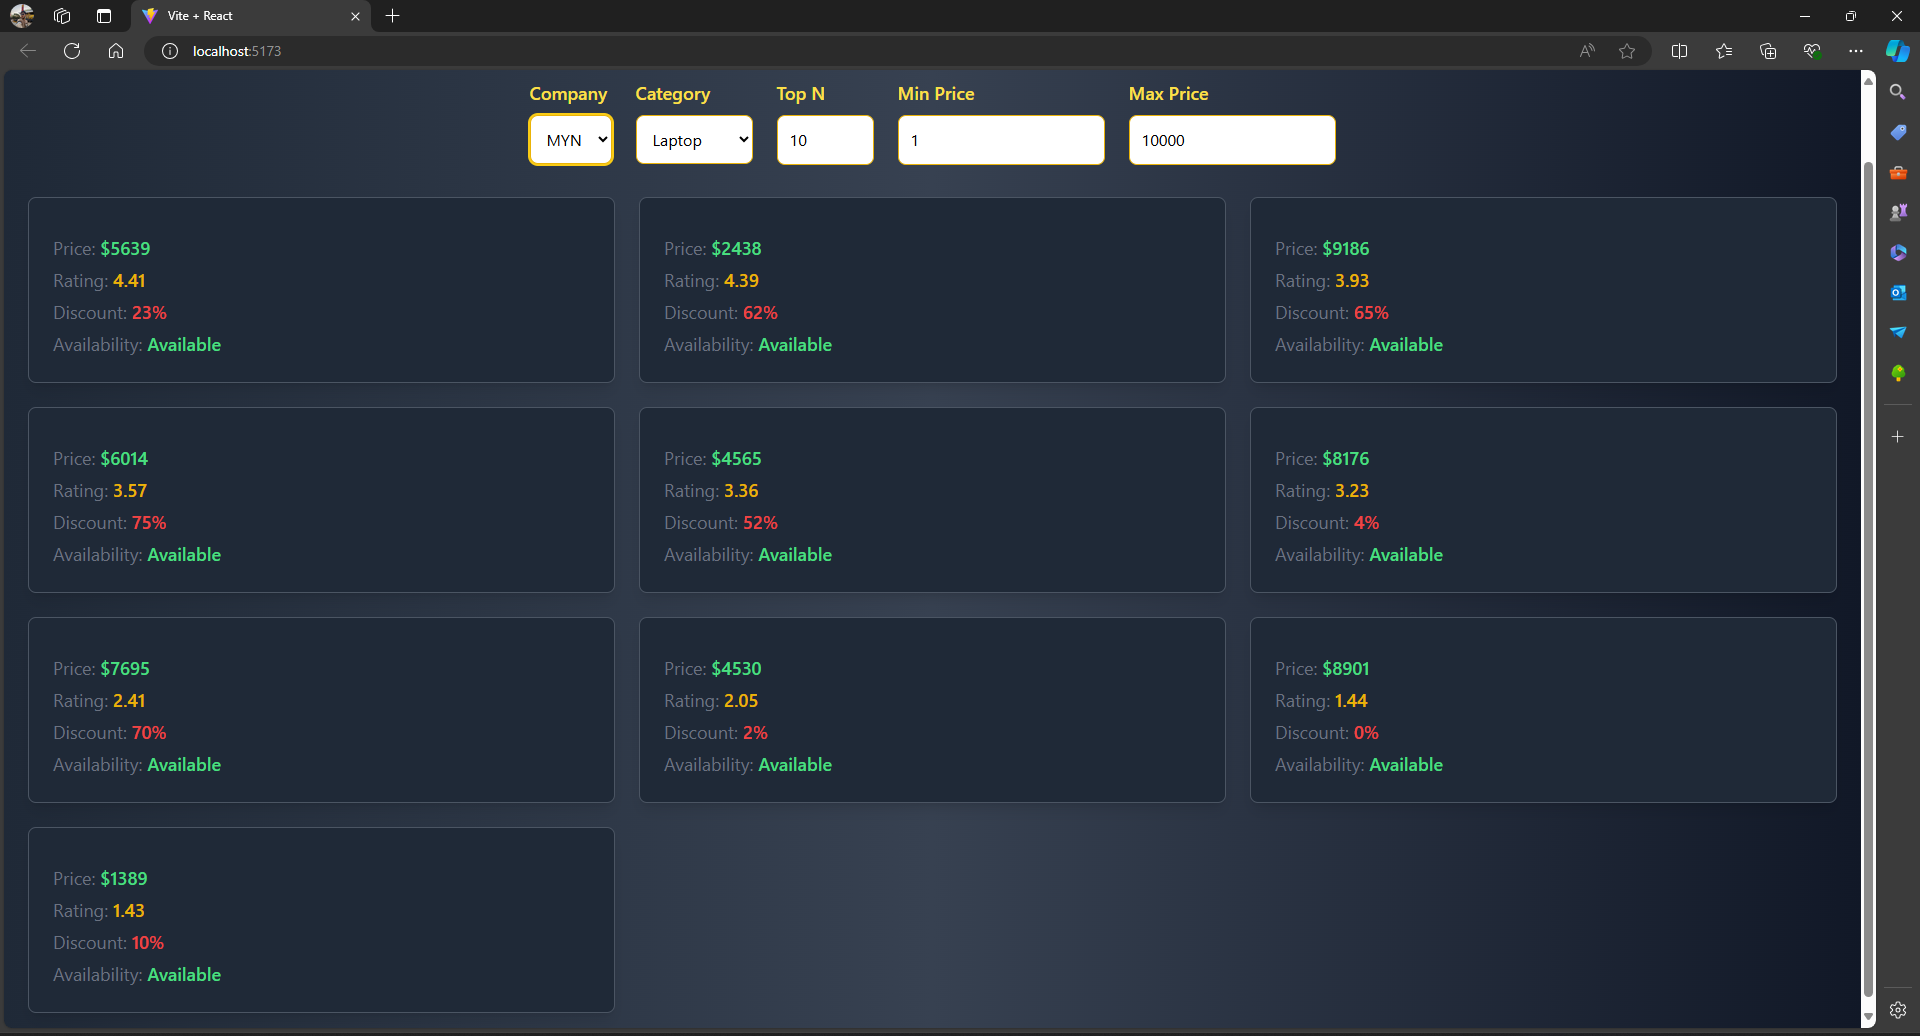 Vite + React
localhost:5173
Company Category Top N Min Price Max Price
MYN Laptop 10 1 10000
Price: $5639
Rating: 4.41
Discount: 23%
Availability: Available
Price: $2438
Rating: 4.39
Discount: 62%
Availability: Available
Price: $9186
Rating: 3.93
Discount: 65%
Availability: Available
Price: $6014
Rating: 3.57
Discount: 75%
Availability: Available
Price: $4565
Rating: 3.36
Discount: 52%
Availability: Available
Price: $8176
Rating: 3.23
Discount: 4%
Availability: Available
Price: $7695
Rating: 2.41
Discount: 70%
Availability: Available
Price: $4530
Rating: 2.05
Discount: 2%
Availability: Available
Price: $8901
Rating: 1.44
Discount: 0%
Availability: Available
Price: $1389
Rating: 1.43
Discount: 10%
Availability: Available